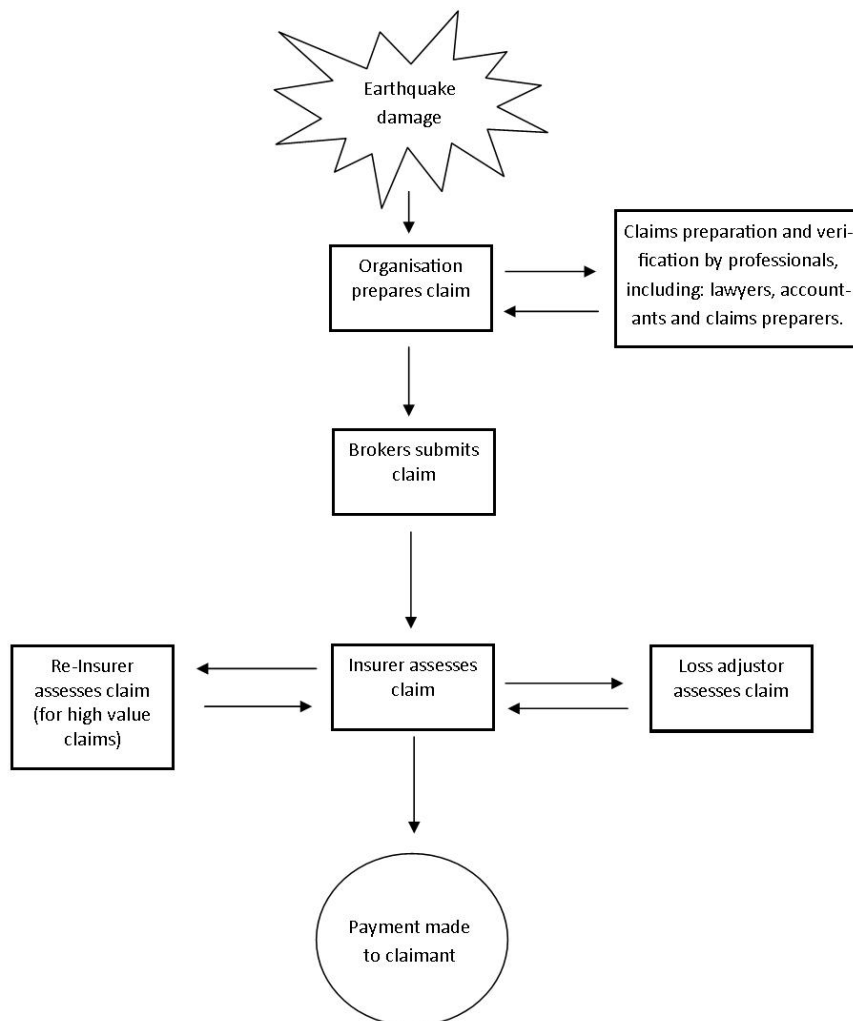 Earthquake
damage
Organisation
prepares claim
Claims preparation and veri-
fication by professionals,
including: lawyers, account-
ants and claims preparers.
Brokers submits
claim
Re-Insurer
assesses claim
(for high value
claims)
Insurer assesses
claim
Loss adjustor
assesses claim
Payment made
to claimant